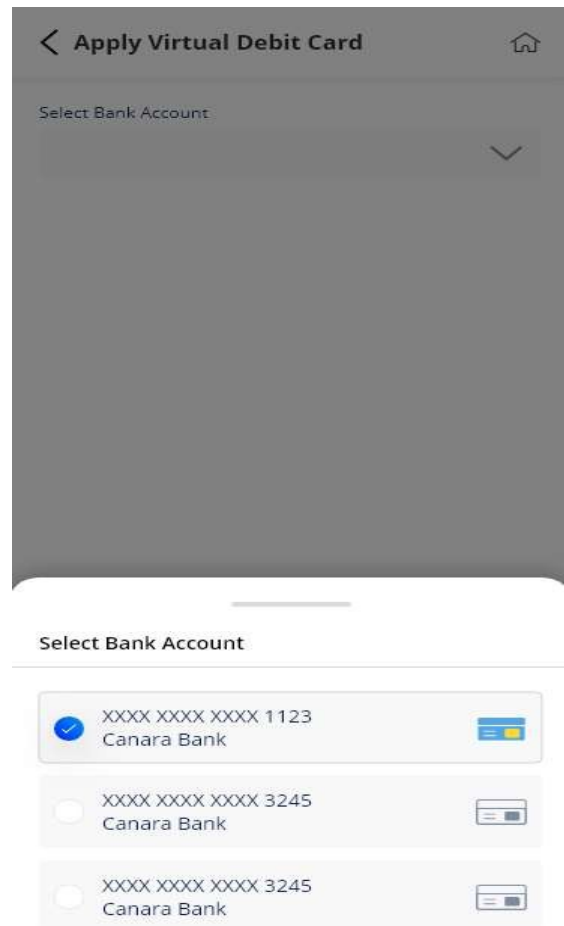 Apply Virtual Debit Card
Select Bank Account
Select Bank Account
XXXX XXXX XXXX 1123
Canara Bank
XXXX XXXX XXXX 3245
Canara Bank
XXXX XXXX XXXX 3245
Canara Bank